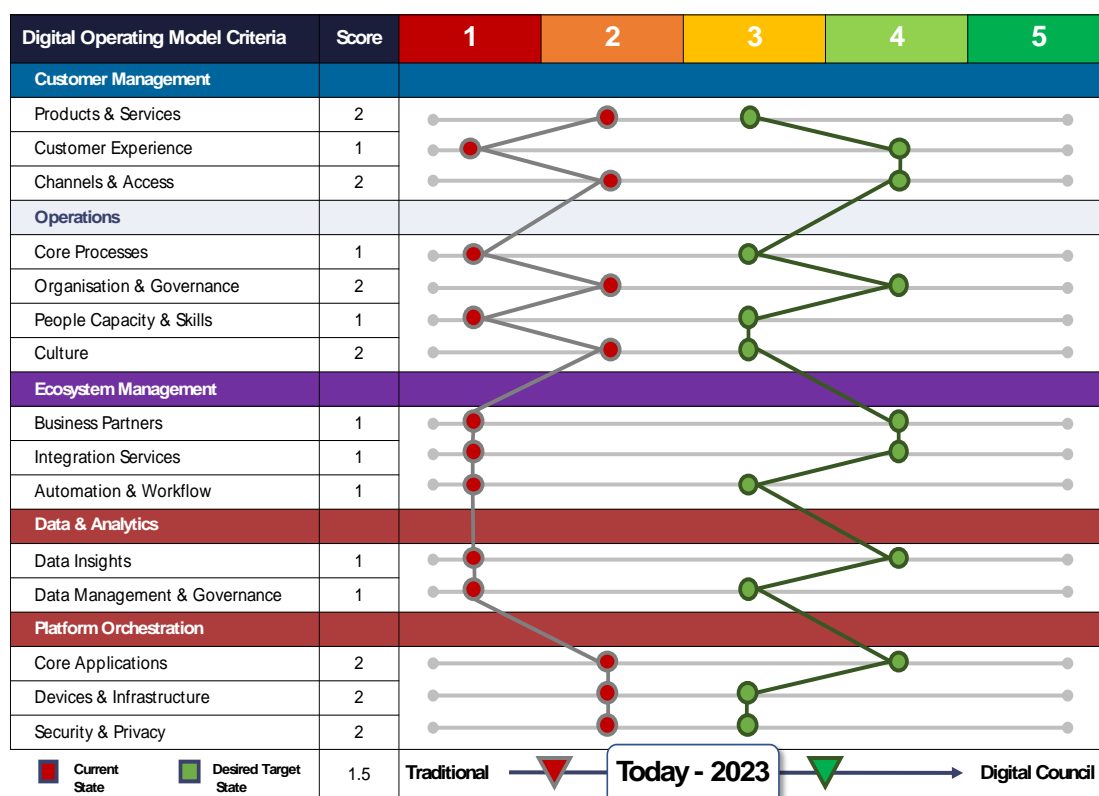 Digital Operating Model Criteria Score 1 2 3 4 5
Customer Management
Products & Services 2
Customer Experience 1
Channels & Access 2
Operations
Core Processes 1
Organisation & Governance 2
People Capacity & Skills 1
Culture 2
Ecosystem Management
Business Partners 1
Integration Services 1
Automation & Workflow 1
Data & Analytics
Data Insights 1
Data Management & Governance 1
Platform Orchestration
Core Applications 2
Devices & Infrastructure 2
Security & Privacy 2
Current State
Desired Target State
1.5
Traditional Today - 2023 Digital Council